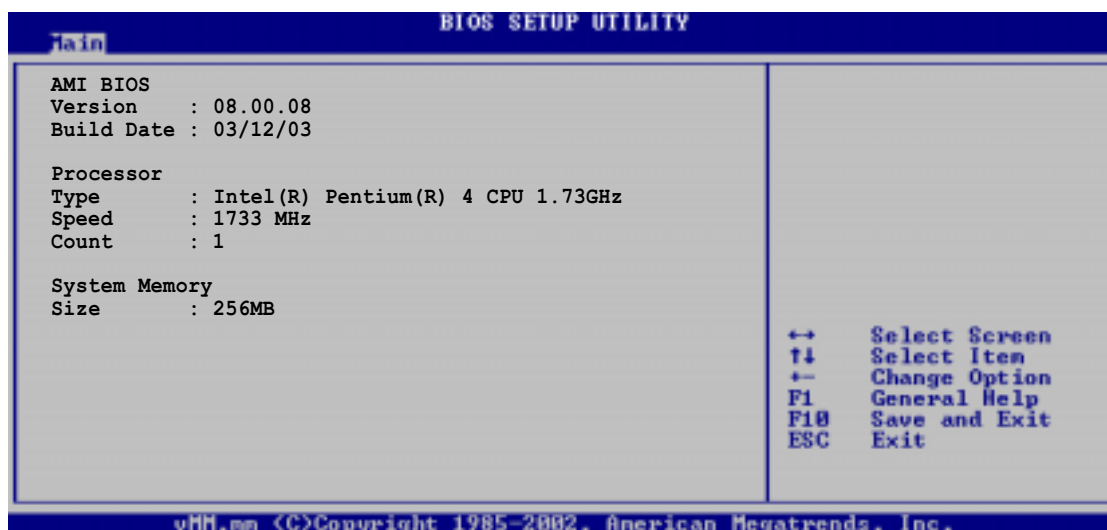 BIOS SETUP UTILITY
Main
AMI BIOS
Version : 08.00.08
Build Date : 03/12/03
Processor
Type : Intel(R) Pentium(R) 4 CPU 1.73GHz
Speed : 1733 MHz
Count : 1
System Memory
Size : 256MB
←→ Select Screen
↑↓ Select Item
+- Change Option
F1 General Help
F10 Save and Exit
ESC Exit
vMM.mm (C)Copyright 1985-2002, American Megatrends, Inc.